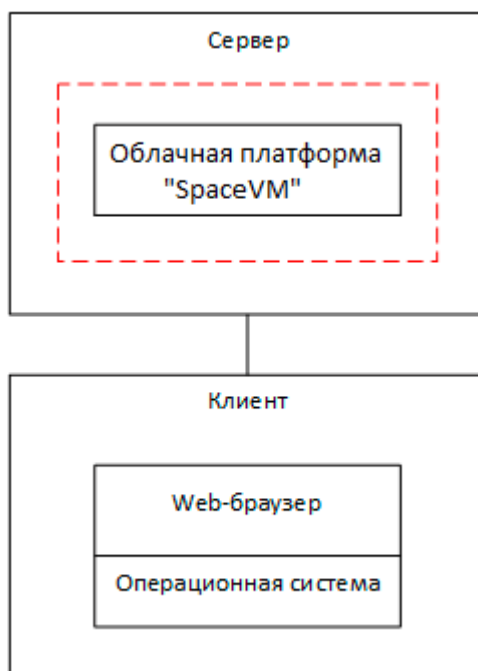 Сервер
Облачная платформа
"SpaceVM"
Клиент
Web-браузер
Операционная система